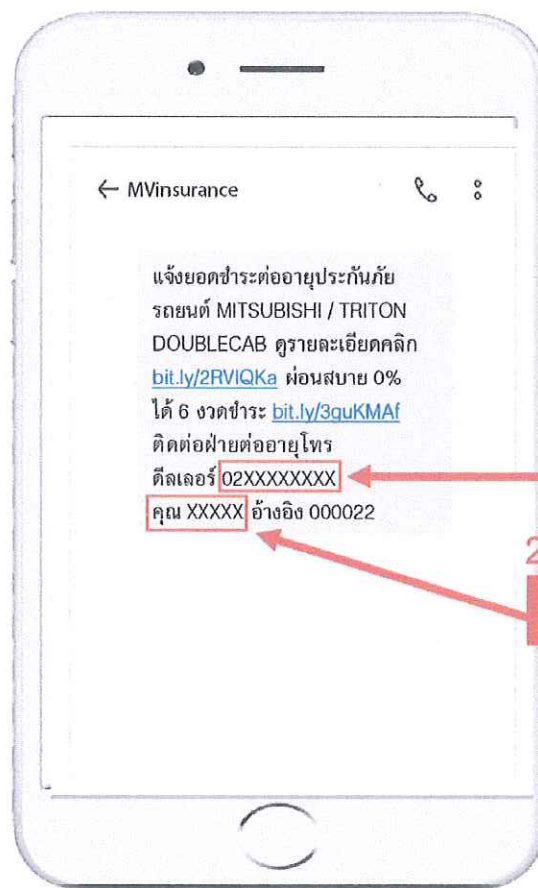 ← MVinsurance
แจ้งยอดชำระต่ออายุประกันภัย
รถยนต์ MITSUBISHI / TRITON
DOUBLECAB ดูรายละเอียดคลิก
bit.ly/2RVlQKa ผ่อนสบาย 0%
ได้ 6 งวดชำระ bit.ly/3guKMAf
ติดต่อฝ่ายต่ออายุโทร
ดีลเลอร์ 02XXXXXXXX
คุณ XXXXX อ้างอิง 000022
2